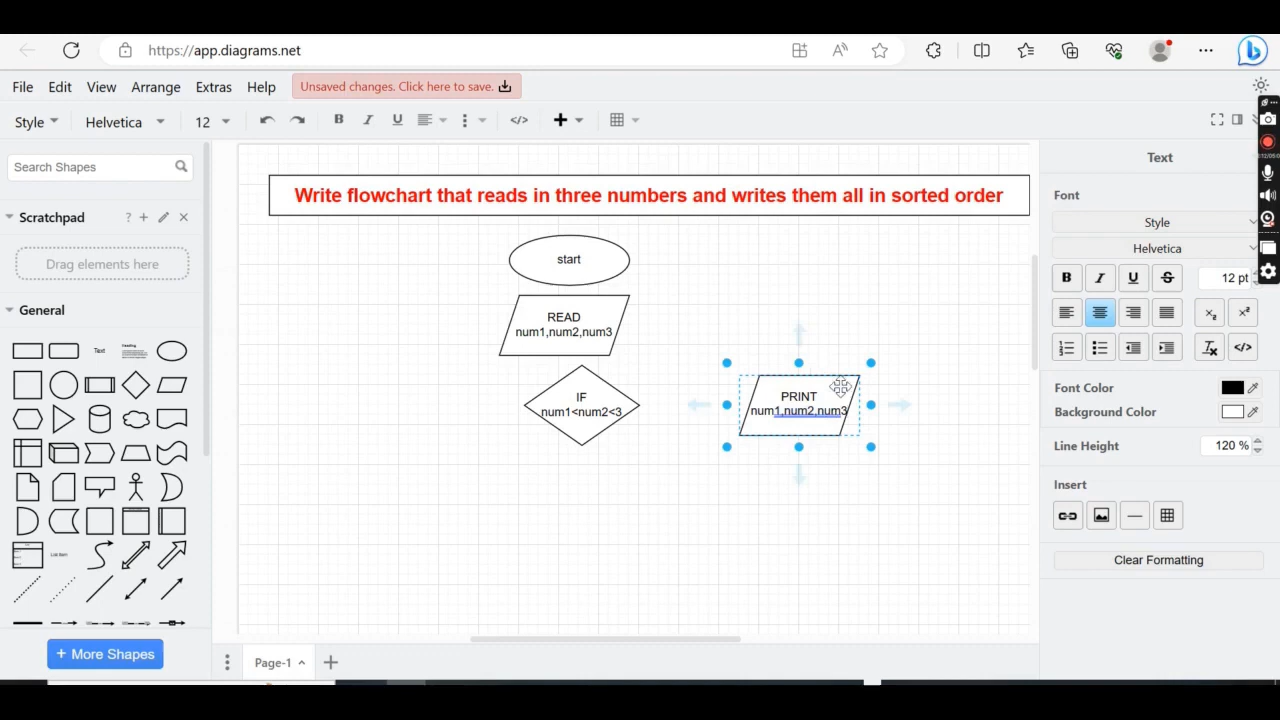 https://app.diagrams.net
File Edit View Arrange Extras Help Unsaved changes. Click here to save.
Style Helvetica 12 B I U
Search Shapes
Scratchpad ?
Drag elements here
General
Text
Heading
List Item
+ More Shapes
Write flowchart that reads in three numbers and writes them all in sorted order
start
READ
num1,num2,num3
IF
num1<num2<3
PRINT
num1,num2,num3
Page-1
Text
Font
Style
Helvetica
B I U S 12 pt
Font Color
Background Color
Line Height 120 %
Insert
Clear Formatting